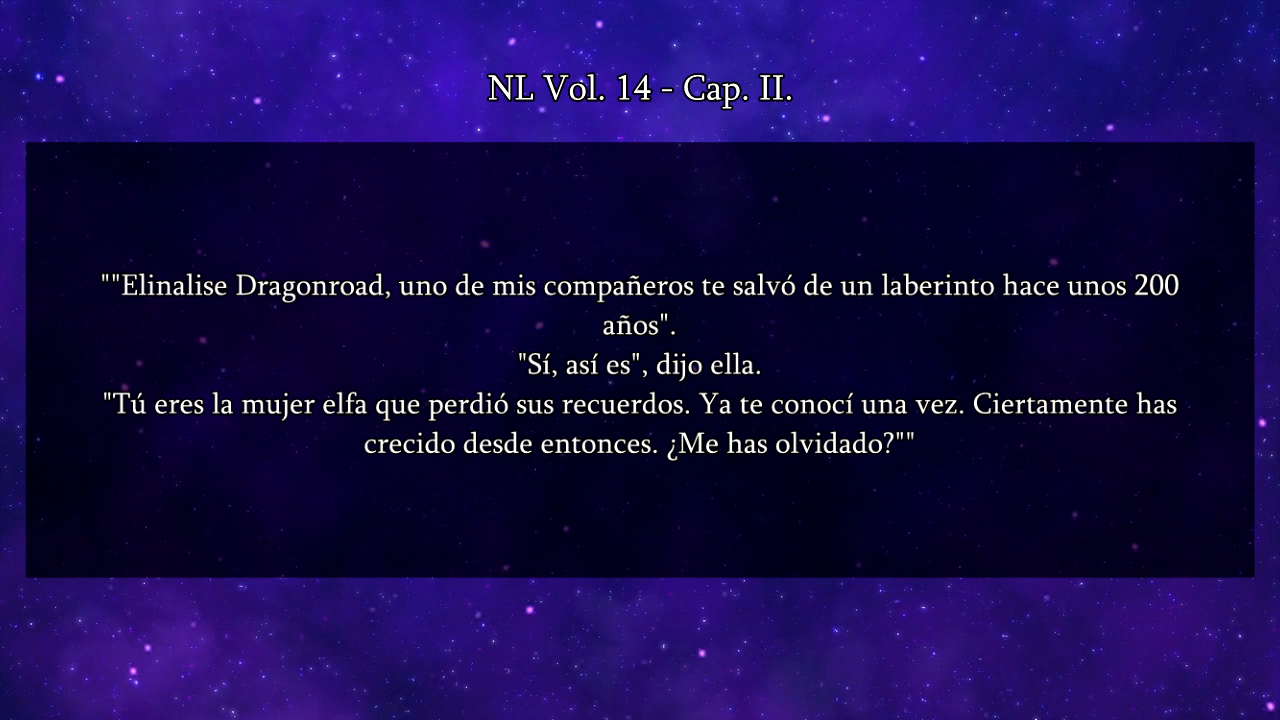 NL Vol. 14 - Cap. II.
""Elinalise Dragonroad, uno de mis compañeros te salvó de un laberinto hace unos 200
años".
"Sí, así es", dijo ella.
"Tú eres la mujer elfa que perdió sus recuerdos. Ya te conocí una vez. Ciertamente has
crecido desde entonces. ¿Me has olvidado?""